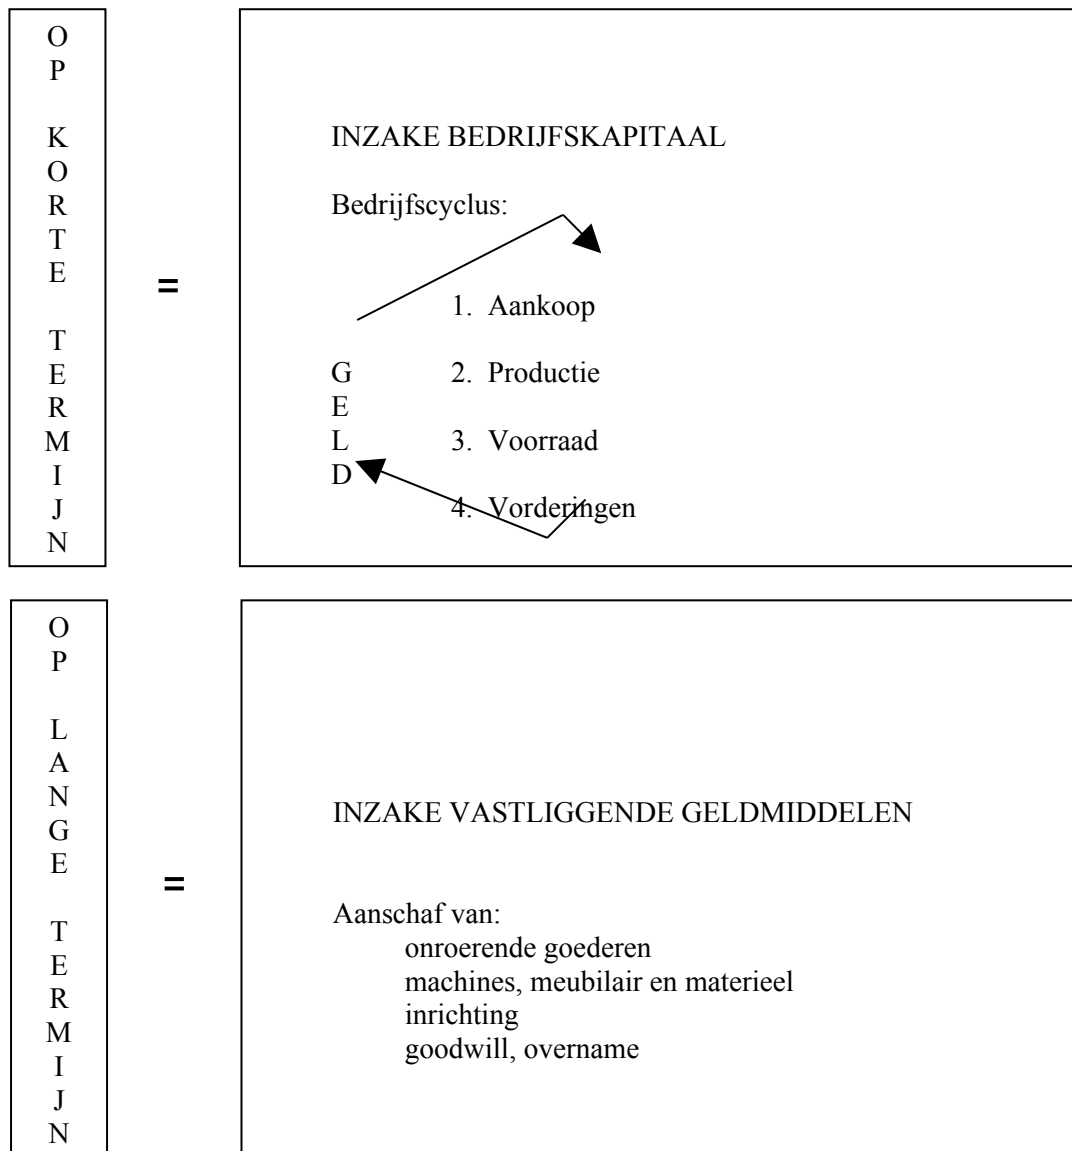 OP KORTE TERMIJN
=
INZAKE BEDRIJFSKAPITAAL
Bedrijfscyclus:
GELD
1. Aankoop
2. Productie
3. Voorraad
4. Vorderingen
OP LANGE TERMIJN
=
INZAKE VASTLIGGENDE GELDMIDDELEN
Aanschaf van:
onroerende goederen
machines, meubilair en materieel
inrichting
goodwill, overname